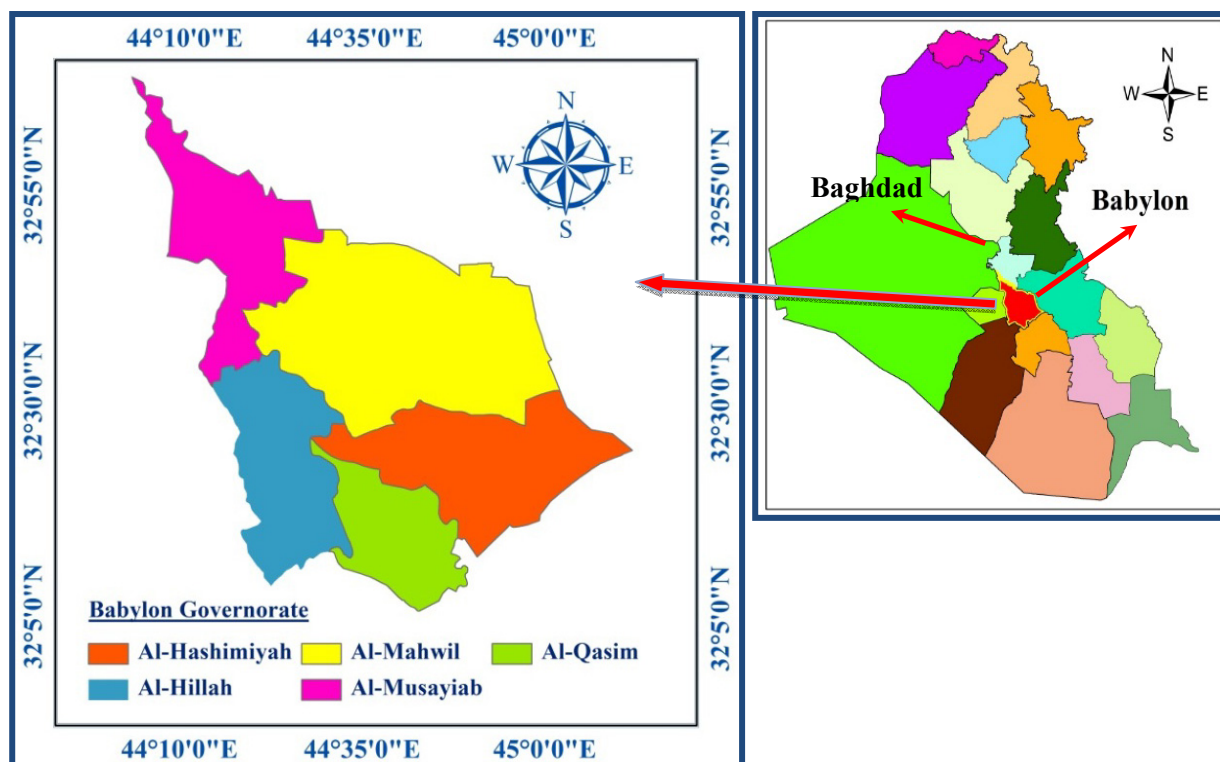 44°10'0"E 44°35'0"E 45°0'0"E
N
W E
S
32°55'0"N 32°55'0"N
32°30'0"N 32°30'0"N
32°5'0"N 32°5'0"N
Babylon Governorate
Al-Hashimiyah Al-Mahwil Al-Qasim
Al-Hillah Al-Musayiab
44°10'0"E 44°35'0"E 45°0'0"E
N
W E
S
Baghdad
Babylon